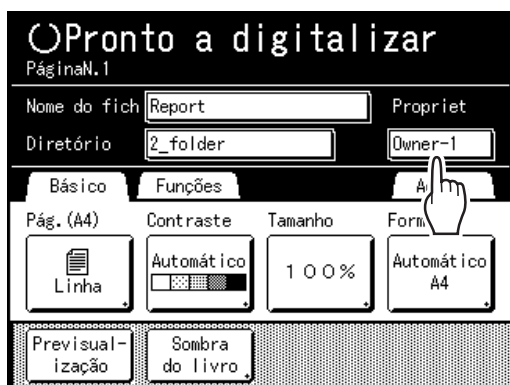 Pronto a digitalizar
PáginaN.1
Nome do fich Report Propriet
Diretório 2_folder Owner-1
Básico Funções
Pág.(A4) Contraste Tamanho
Linha Automático 100% Automático A4
Previsual-
ização
Sombra
do livro